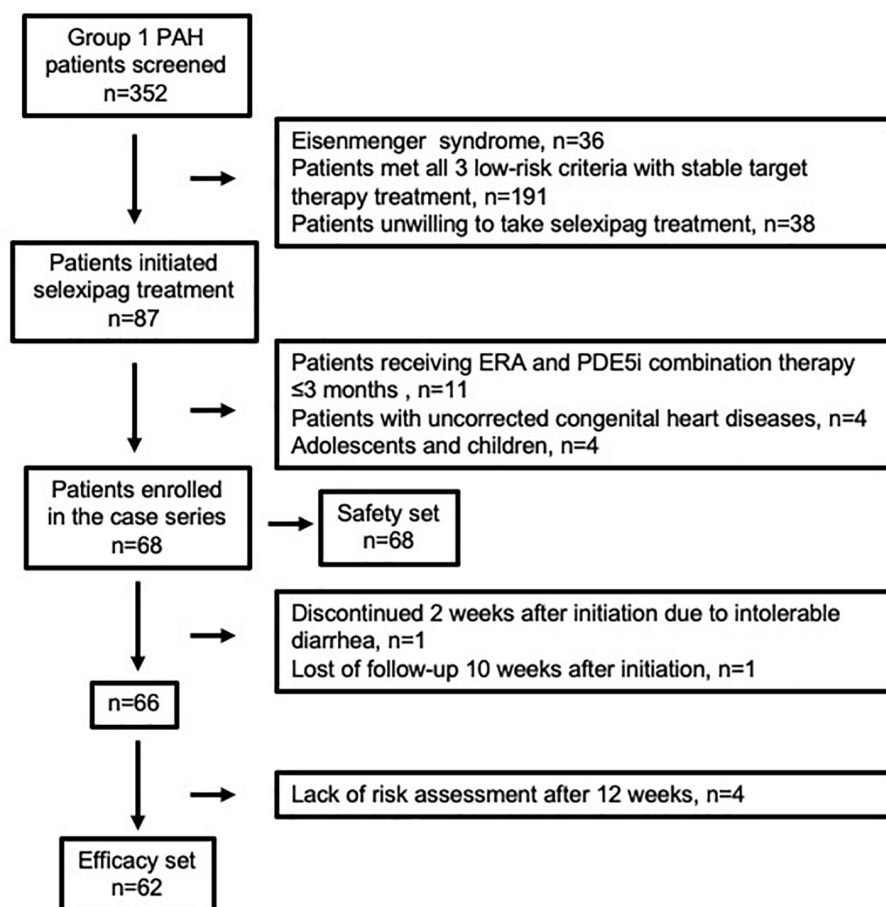 Group 1 PAH
patients screened
n=352
Eisenmenger syndrome, n=36
Patients met all 3 low-risk criteria with stable target
therapy treatment, n=191
Patients unwilling to take selexipag treatment, n=38
Patients initiated
selexipag treatment
n=87
Patients receiving ERA and PDE5i combination therapy
≤3 months , n=11
Patients with uncorrected congenital heart diseases, n=4
Adolescents and children, n=4
Patients enrolled
in the case series
n=68
Safety set
n=68
Discontinued 2 weeks after initiation due to intolerable
diarrhea, n=1
Lost of follow-up 10 weeks after initiation, n=1
n=66
Lack of risk assessment after 12 weeks, n=4
Efficacy set
n=62